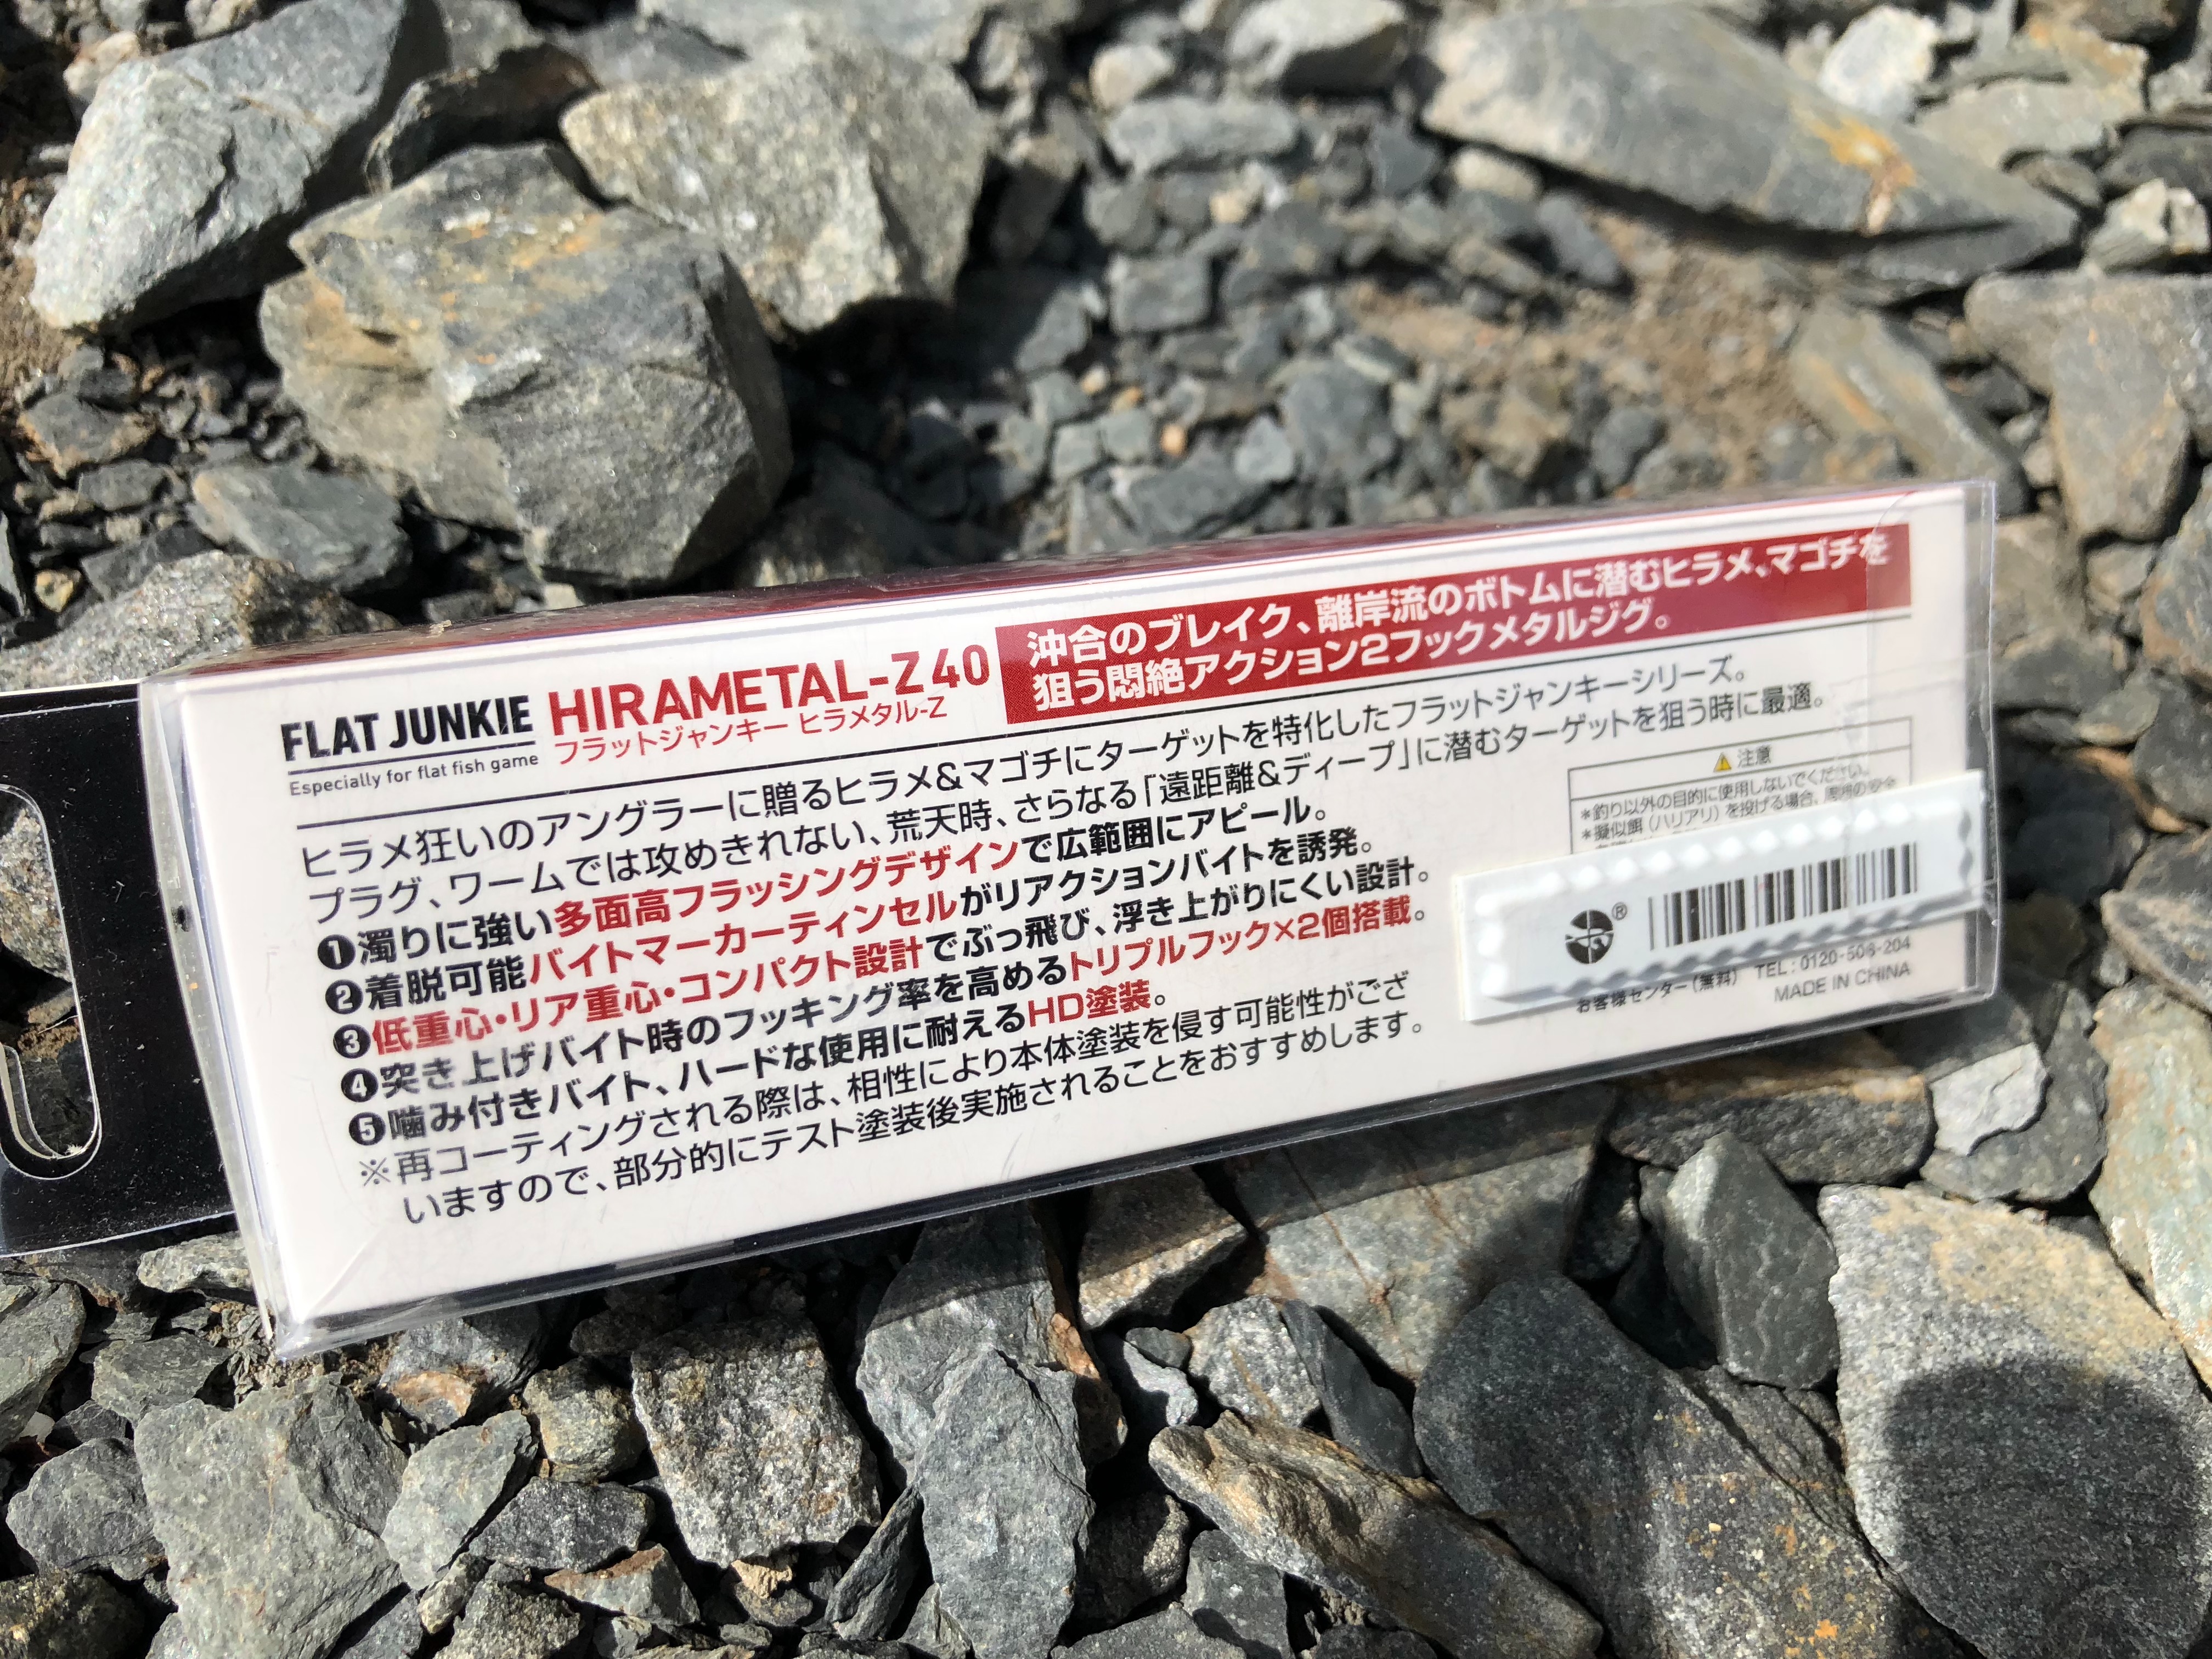 FLAT JUNKIE
Especially for flat fish game
HIRAMETAL-Z 40
フラットジャンキー ヒラメタル-Z
沖合のブレイク、離岸流のボトムに潜むヒラメ、マゴチを
狙う悶絶アクション2フックメタルジグ。
ヒラメ狂いのアングラーに贈るヒラメ&マゴチにターゲットを特化したフラットジャンキーシリーズ。
プラグ、ワームでは攻めきれない、荒天時、さらなる「遠距離&ディープ」に潜むターゲットを狙う時に最適。
❶濁りに強い多面高フラッシングデザインで広範囲にアピール。
❷着脱可能バイトマーカーティンセルがリアクションバイトを誘発。
❸低重心・リア重心・コンパクト設計でぶっ飛び、浮き上がりにくい設計。
❹突き上げバイト時のフッキング率を高めるトリプルフック×2個搭載。
❺噛み付きバイト、ハードな使用に耐えるHD塗装。
※再コーティングされる際は、相性により本体塗装を侵す可能性がござ
いますので、部分的にテスト塗装後実施されることをおすすめします。
注意
*釣り以外の目的に使用しないでください。
*擬似餌（ハリアリ）を投げる場合、周囲の安全
®
お客様センター（無料） TEL:0120-506-204
MADE IN CHINA